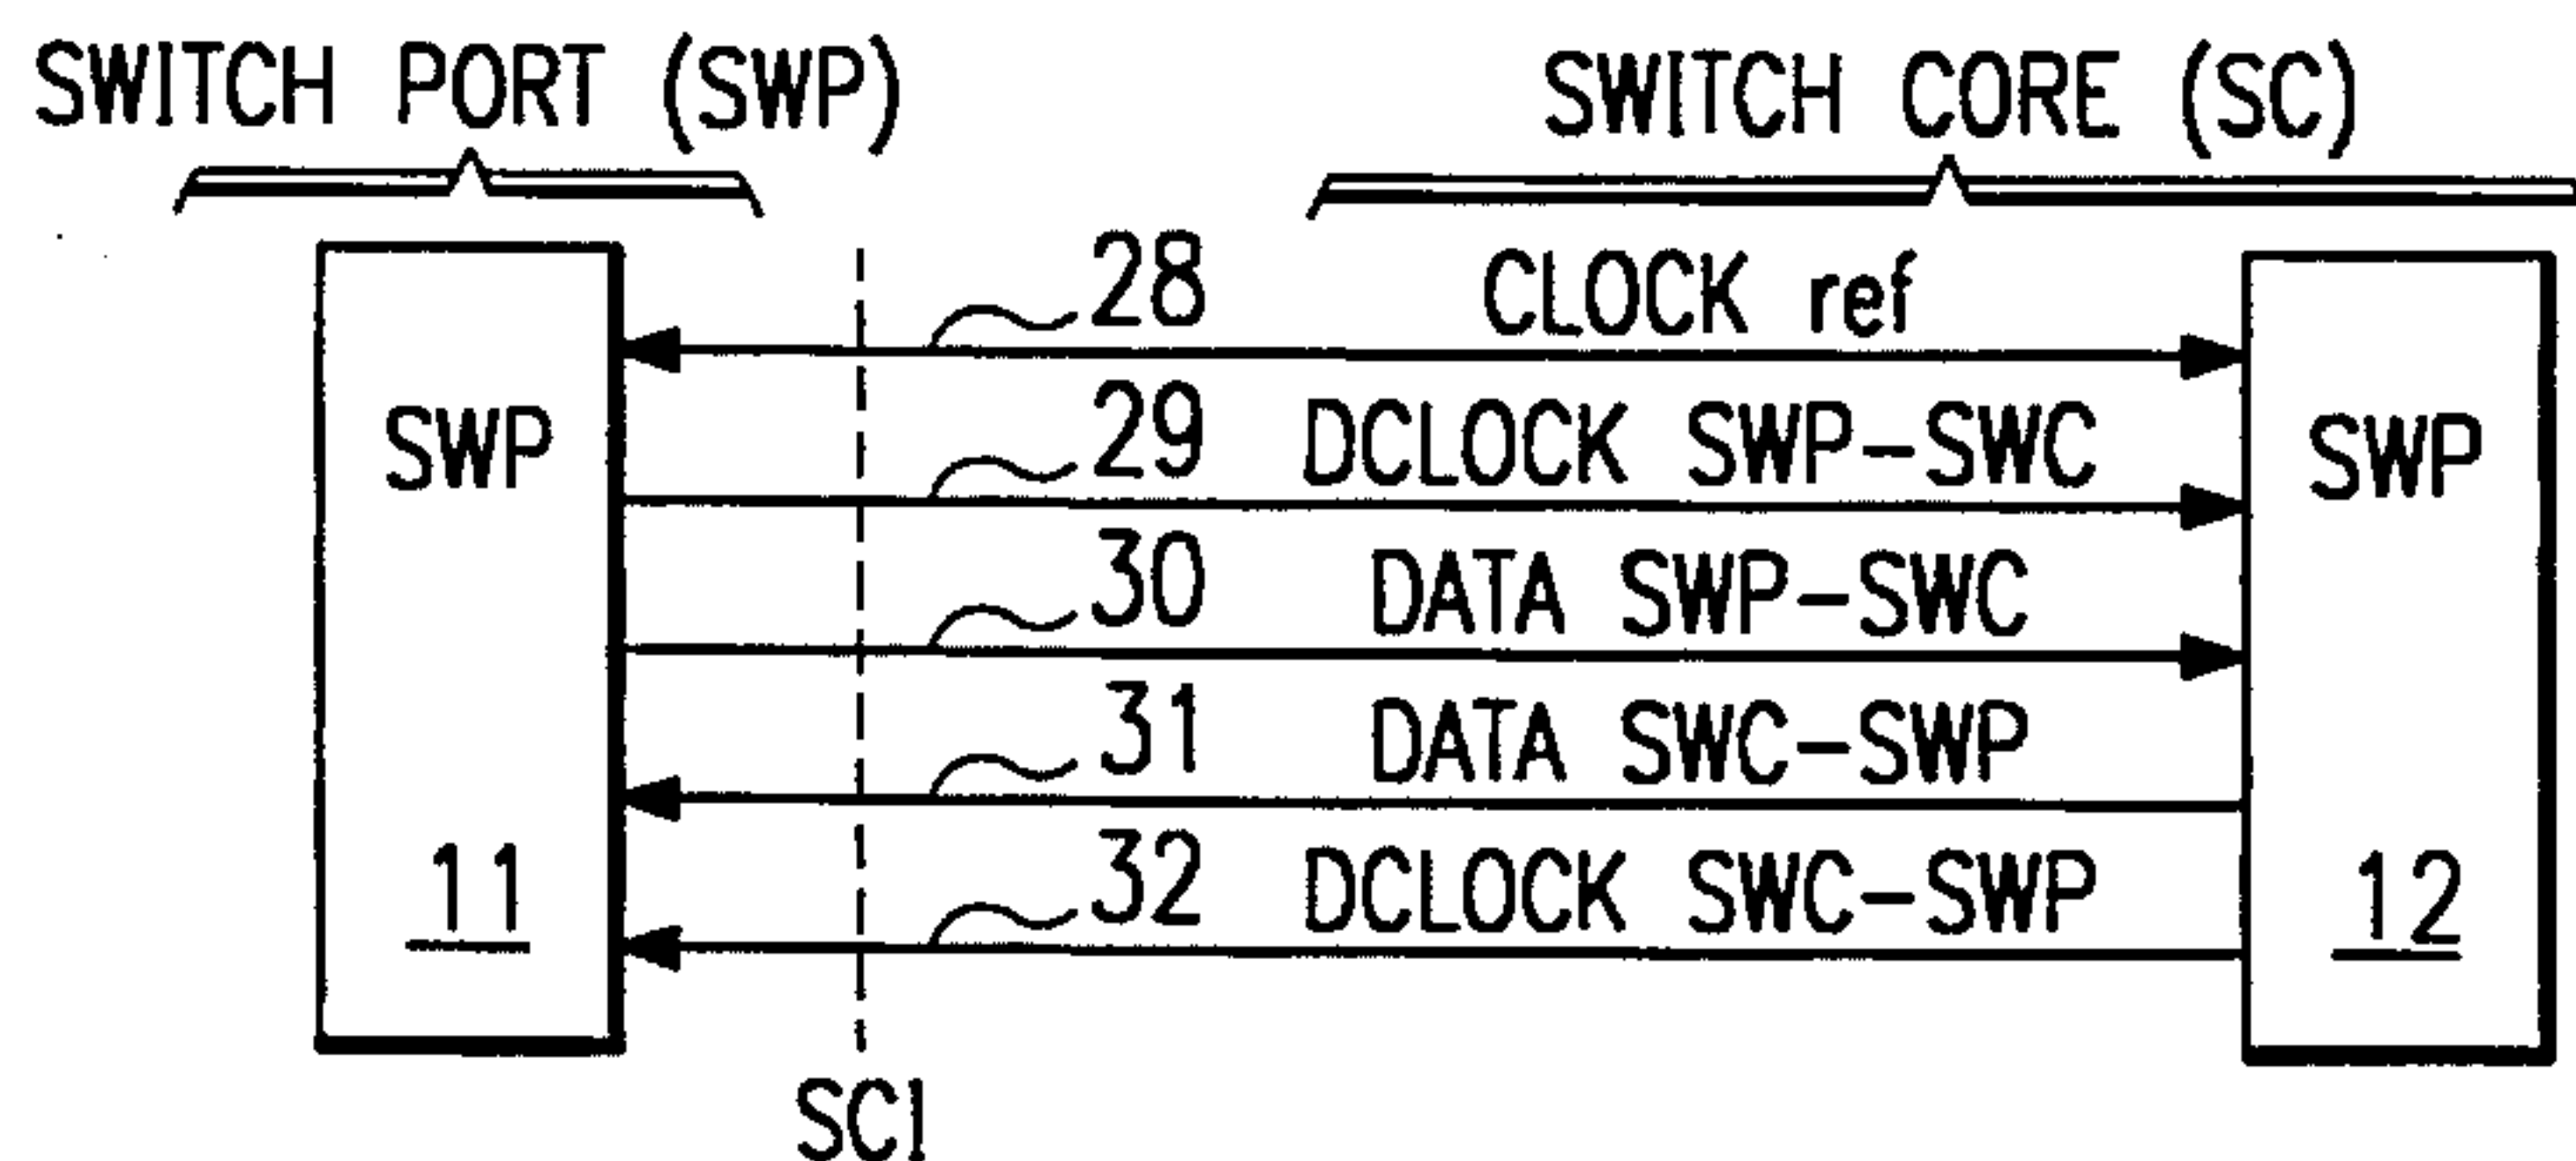 SWITCH PORT (SWP)
SWITCH CORE (SC)
28 CLOCK ref
29 DCLOCK SWP-SWC
SWP
SWP
30 DATA SWP-SWC
31 DATA SWC-SWP
32 DCLOCK SWC-SWP
11
12
SCI